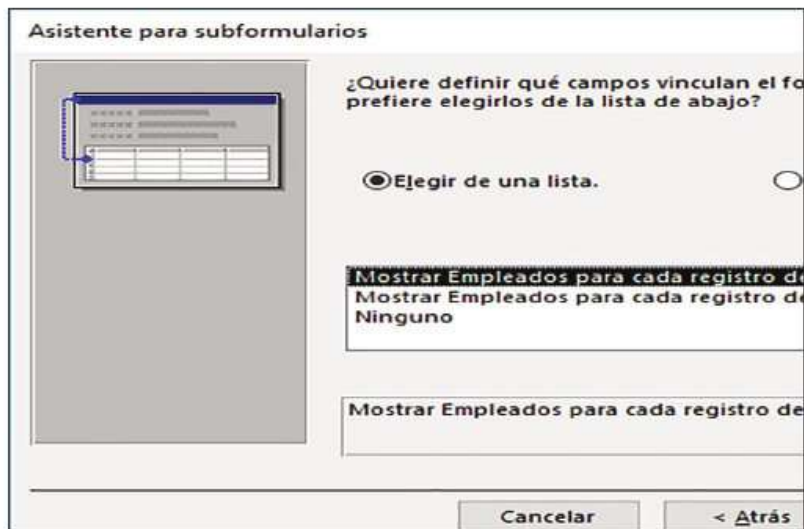 Asistente para subformularios
¿Quiere definir qué campos vinculan el fo
prefiere elegirlos de la lista de abajo?
Elegir de una lista.
Mostrar Empleados para cada registro de
Mostrar Empleados para cada registro de
Ninguno
Mostrar Empleados para cada registro de
Cancelar
< Atrás